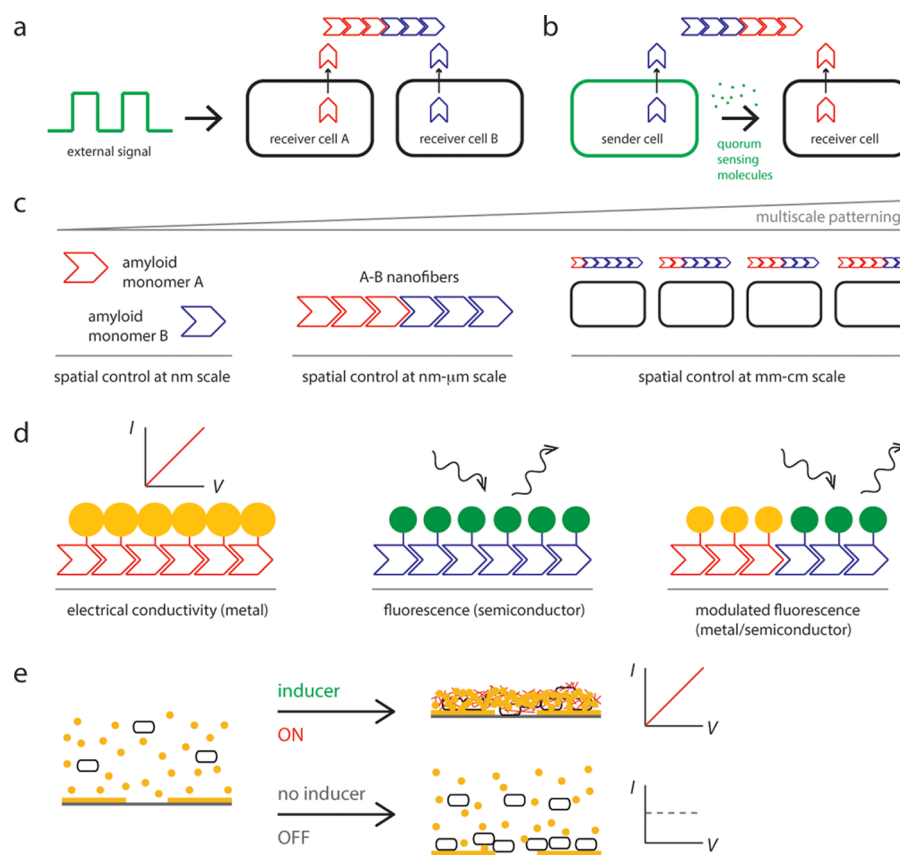 a
b
external signal
receiver cell A
receiver cell B
sender cell
quorum
sensing
molecules
receiver cell
c
multiscale patterning
amyloid
monomer A
amyloid
monomer B
A-B nanofibers
spatial control at nm scale
spatial control at nm-μm scale
spatial control at mm-cm scale
d
I
V
electrical conductivity (metal)
fluorescence (semiconductor)
modulated fluorescence
(metal/semiconductor)
e
inducer
ON
I
V
no inducer
OFF
I
V